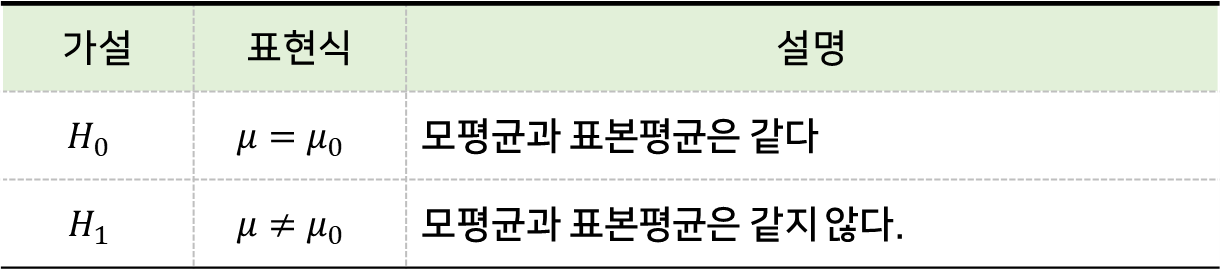 가설 표현식 설명
H₀ μ = μ₀ 모평균과 표본평균은 같다
H₁ μ ≠ μ₀ 모평균과 표본평균은 같지 않다.